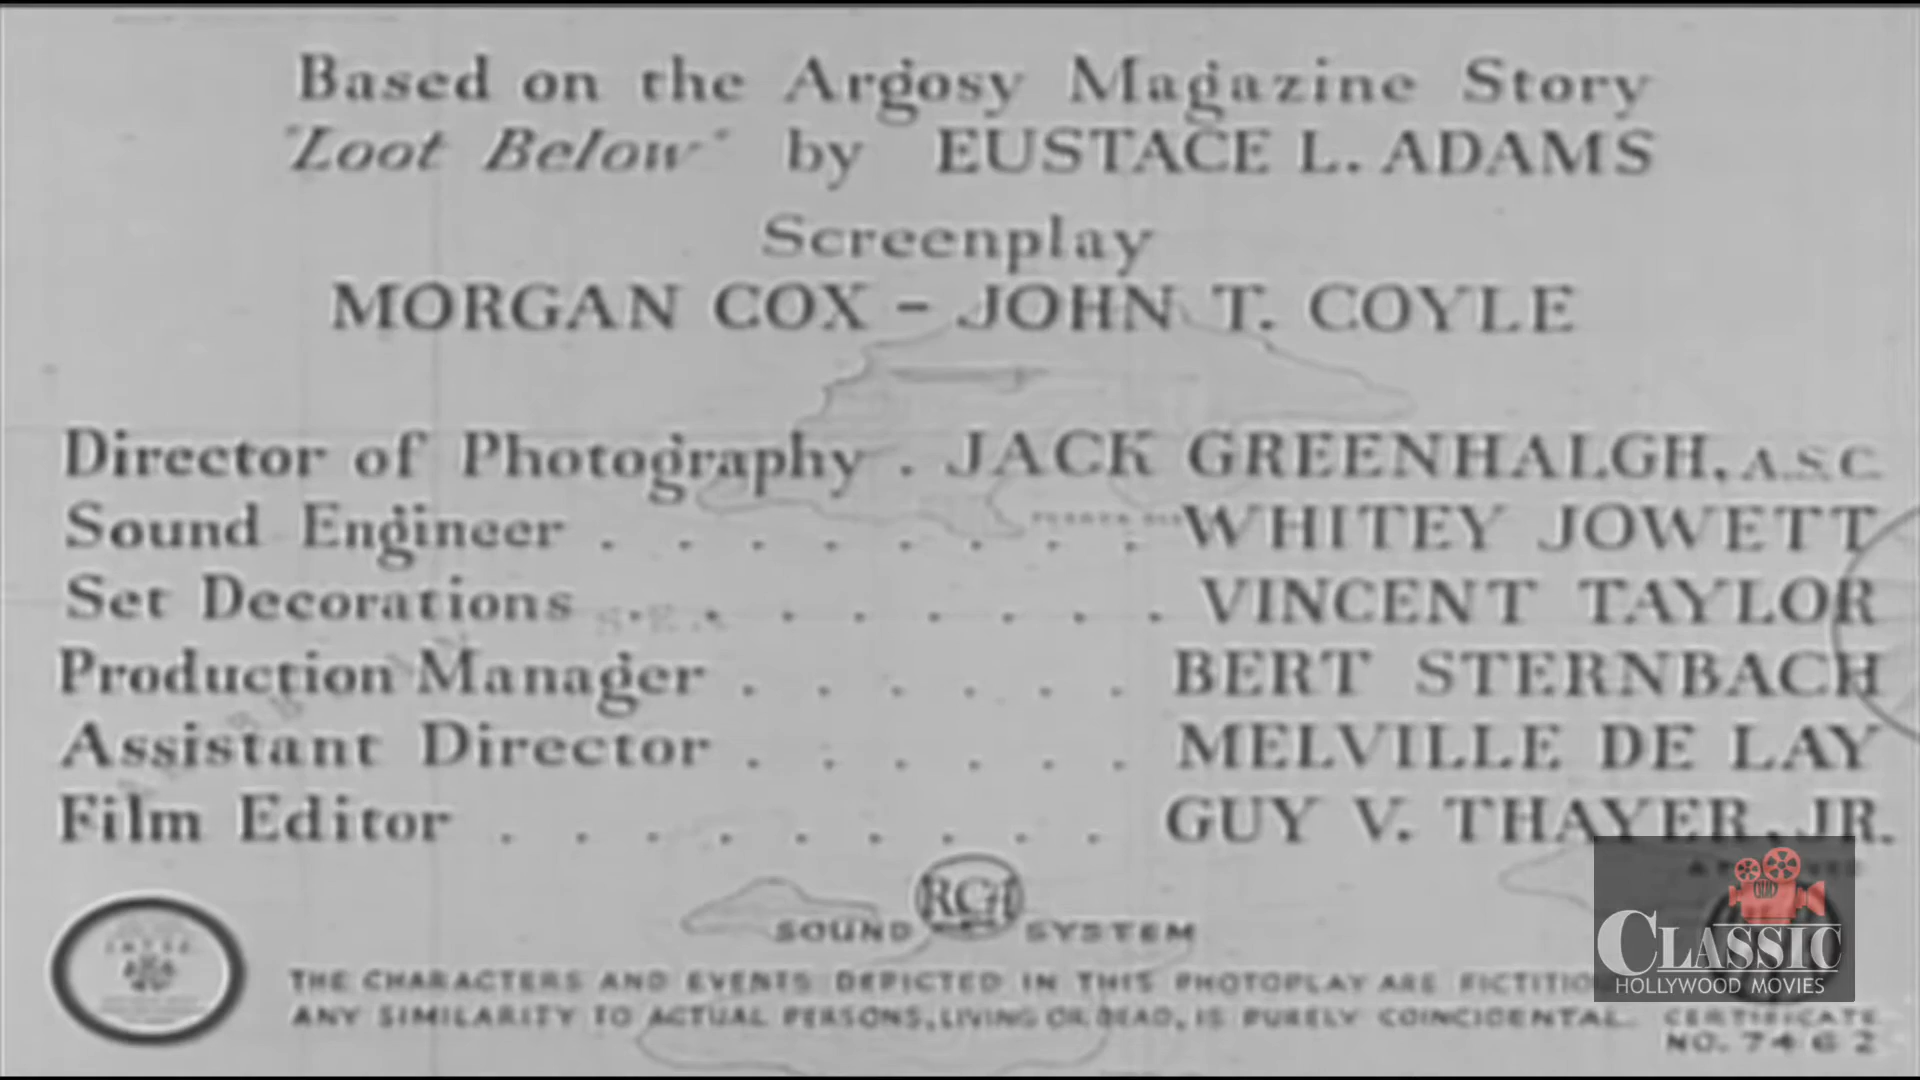 Based on the Argosy Magazine Story
"Loot Below" by EUSTACE L. ADAMS
Screenplay
MORGAN COX – JOHN T. COYLE
Director of Photography . JACK GREENHALGH, A.S.C.
Sound Engineer . . . . . . . . WHITEY JOWETT
Set Decorations . . . . . . . . VINCENT TAYLOR
Production Manager . . . . . . BERT STERNBACH
Assistant Director . . . . . . MELVILLE DE LAY
Film Editor . . . . . . . . . GUY V. THAYER, JR.
RCA
SOUND SYSTEM
THE CHARACTERS AND EVENTS DEPICTED IN THIS PHOTOPLAY ARE
ANY SIMILARITY TO ACTUAL PERSONS, LIVING OR DEAD, IS PURELY COINCIDENTAL.
CERTIFICATE
NO. 7462
CLASSIC
HOLLYWOOD MOVIES